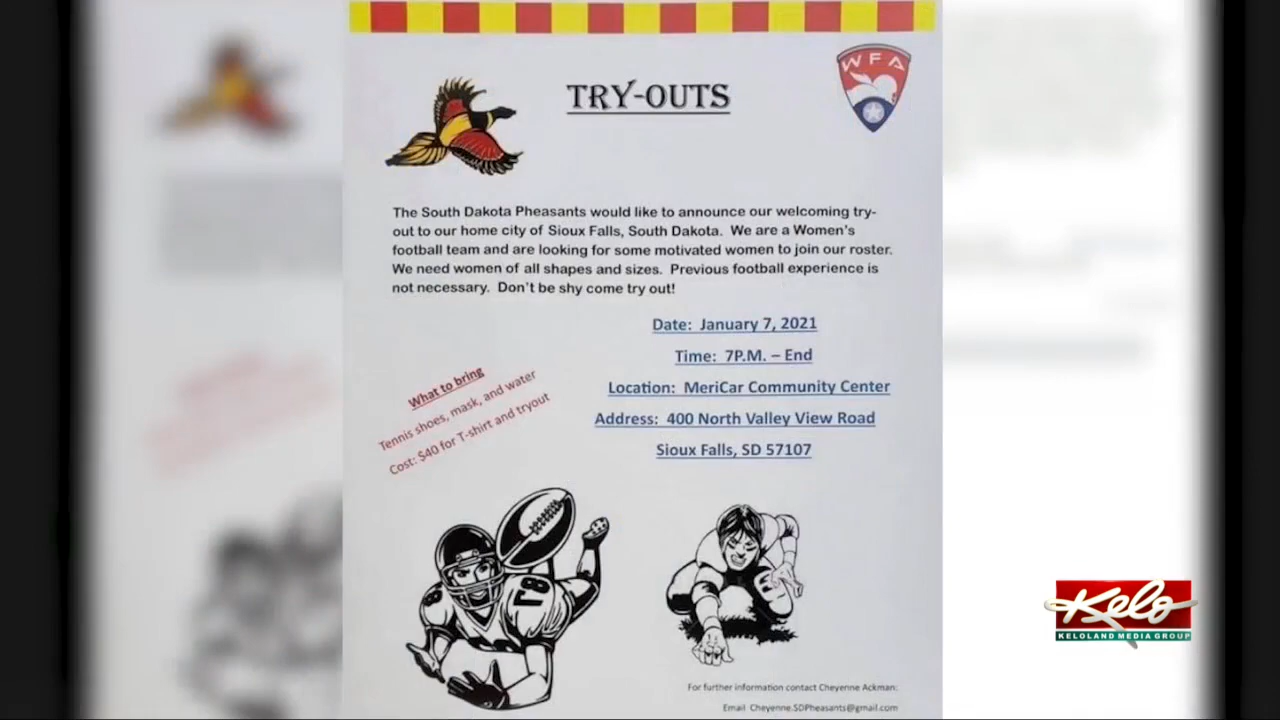 WFA
TRY-OUTS
The South Dakota Pheasants would like to announce our welcoming try-
out to our home city of Sioux Falls, South Dakota. We are a Women's
football team and are looking for some motivated women to join our roster.
We need women of all shapes and sizes. Previous football experience is
not necessary. Don't be shy come try out!
Date: January 7, 2021
Time: 7P.M. – End
Location: MeriCar Community Center
Address: 400 North Valley View Road
Sioux Falls, SD 57107
What to bring
Tennis shoes, mask, and water
Cost: $40 for T-shirt and tryout
For further information contact Cheyenne Ackman:
Email Cheyenne.SDPheasants@gmail.com
Kelo
KELOLAND MEDIA GROUP